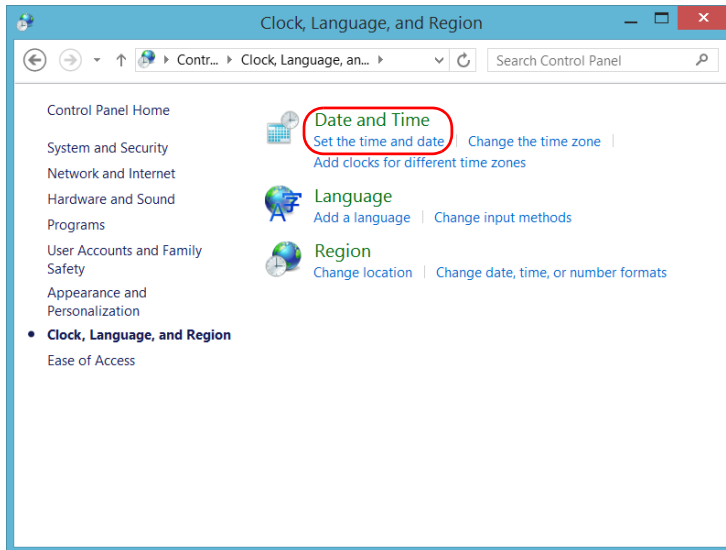 Clock, Language, and Region
Contr... Clock, Language, an... Search Control Panel
Control Panel Home
System and Security
Network and Internet
Hardware and Sound
Programs
User Accounts and Family
Safety
Appearance and
Personalization
Clock, Language, and Region
Ease of Access
Date and Time
Set the time and date Change the time zone
Add clocks for different time zones
Language
Add a language Change input methods
Region
Change location Change date, time, or number formats